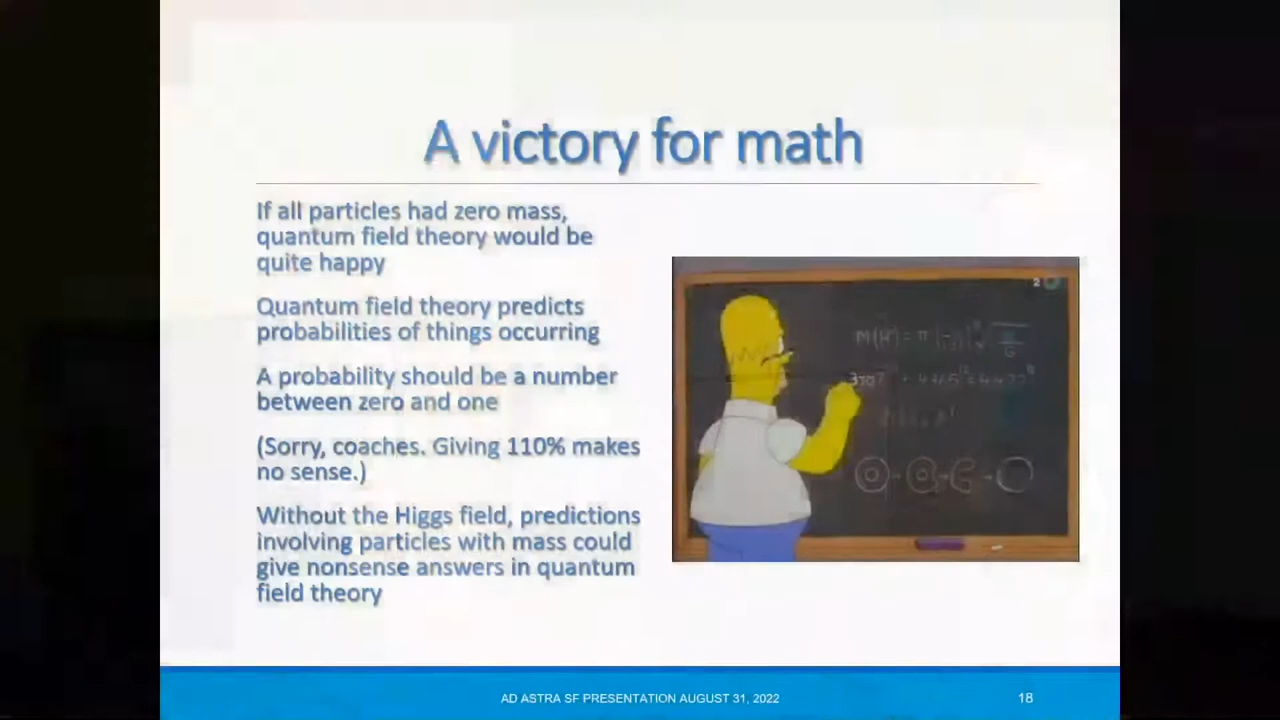 A victory for math
If all particles had zero mass,
quantum field theory would be
quite happy
Quantum field theory predicts
probabilities of things occurring
A probability should be a number
between zero and one
(Sorry, coaches. Giving 110% makes
no sense.)
Without the Higgs field, predictions
involving particles with mass could
give nonsense answers in quantum
field theory
AD ASTRA SF PRESENTATION AUGUST 31, 2022
18